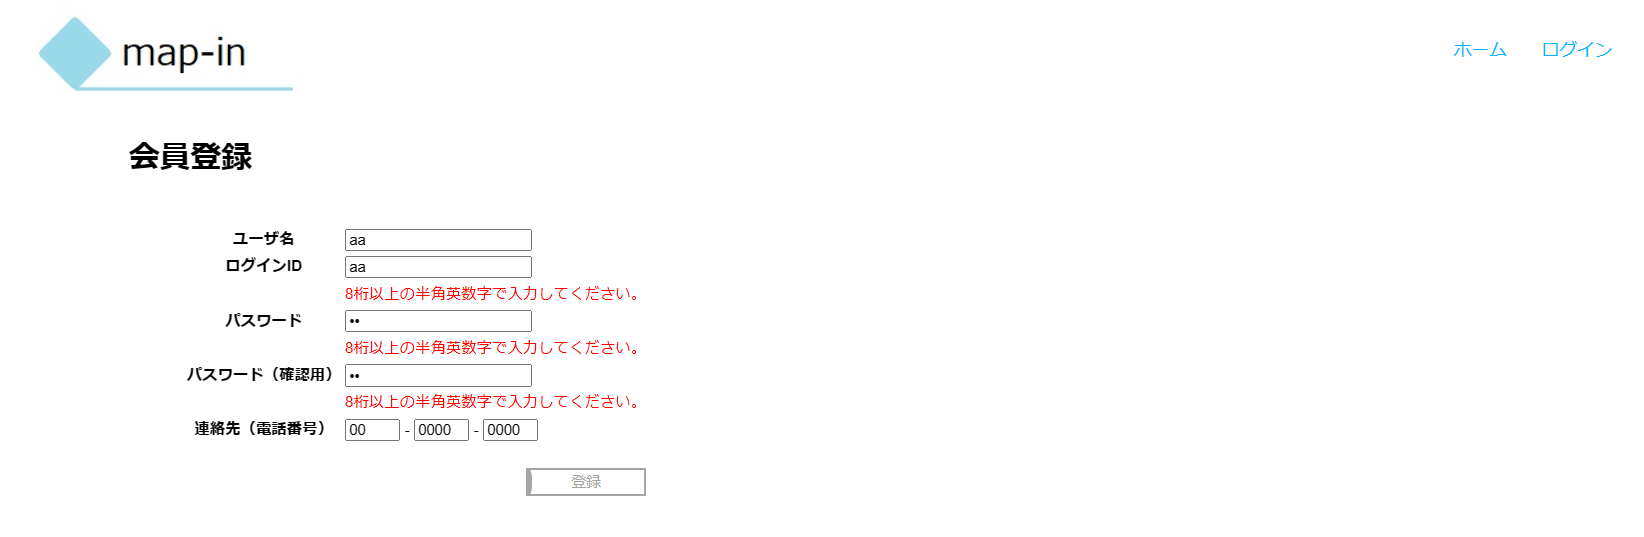 map-in
ホーム ログイン
会員登録
ユーザ名 aa
ログインID aa
8桁以上の半角英数字で入力してください。
パスワード ••
8桁以上の半角英数字で入力してください。
パスワード（確認用） ••
8桁以上の半角英数字で入力してください。
連絡先（電話番号） 00 - 0000 - 0000
登録